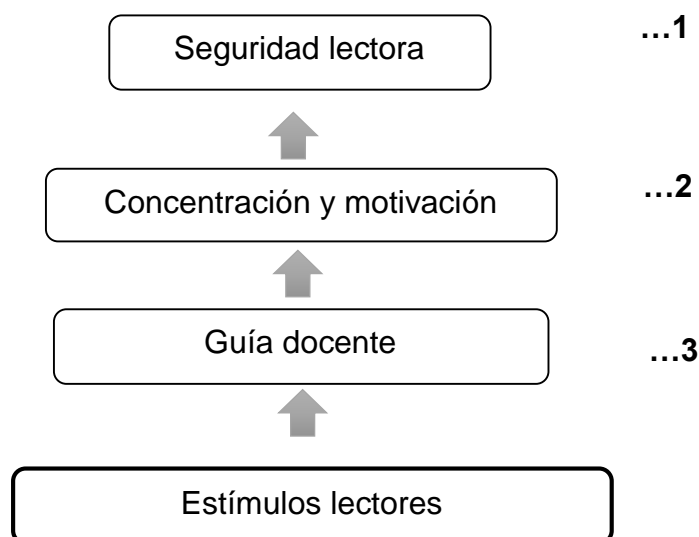 Seguridad lectora
…1
Concentración y motivación
…2
Guía docente
…3
Estímulos lectores